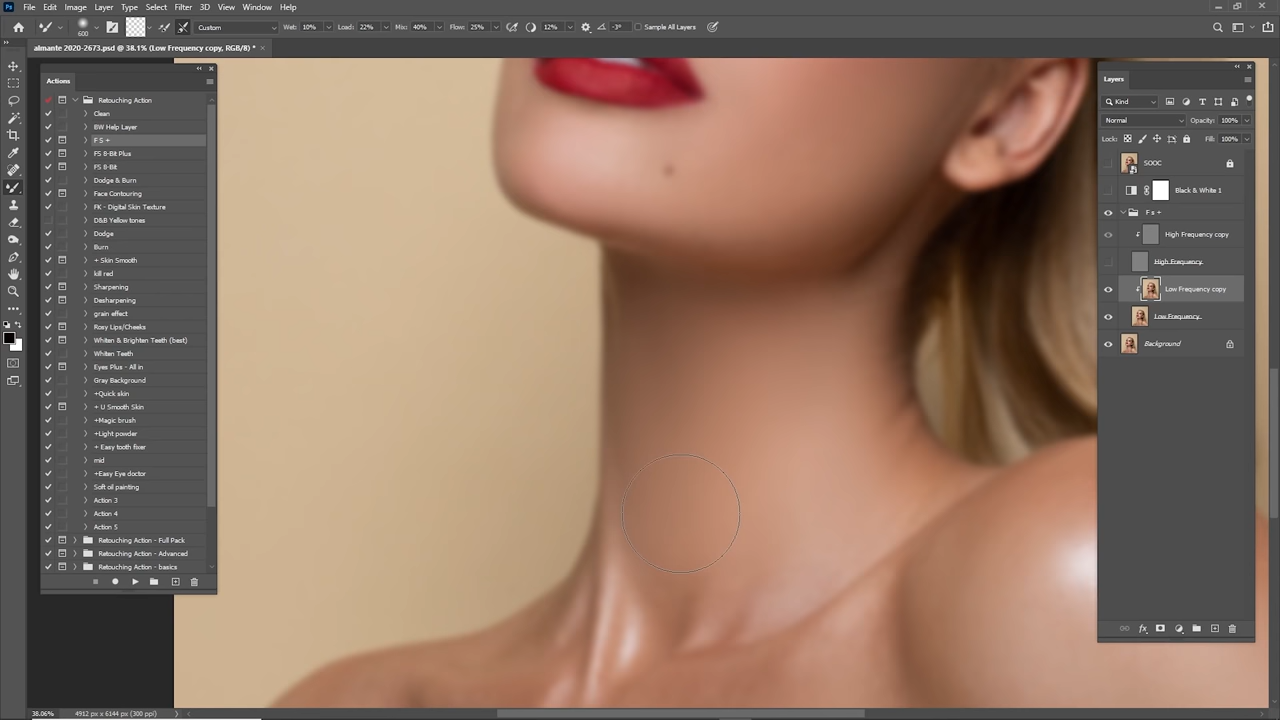 Ps File Edit Image Layer Type Select Filter 3D View Window Help
600 Custom Wet: 10% Load: 22% Mix: 40% Flow: 25% 12% -3° Sample All Layers
almante 2020-2673.psd @ 38.1% (Low Frequency copy, RGB/8) *
Actions
Retouching Action
Clean
BW Help Layer
F S +
FS 8-Bit Plus
FS 8-Bit
Dodge & Burn
Face Contouring
FK - Digital Skin Texture
D&B Yellow tones
Dodge
Burn
+ Skin Smooth
kill red
Sharpening
Desharpening
grain effect
Rosy Lips/Cheeks
Whiten & Brighten Teeth (best)
Whiten Teeth
Eyes Plus - All in
Gray Background
+Quick skin
+ U Smooth Skin
+Magic brush
+Light powder
+ Easy tooth fixer
mid
+Easy Eye doctor
Soft oil painting
Action 3
Action 4
Action 5
Retouching Action - Full Pack
Retouching Action - Advanced
Retouching Action - basics
Layers
Kind
Normal Opacity: 100%
Lock: Fill: 100%
SOOC
Black & White 1
F s +
High Frequency copy
High Frequency
Low Frequency copy
Low Frequency
Background
fx
38.06% 4912 px x 6144 px (300 ppi)